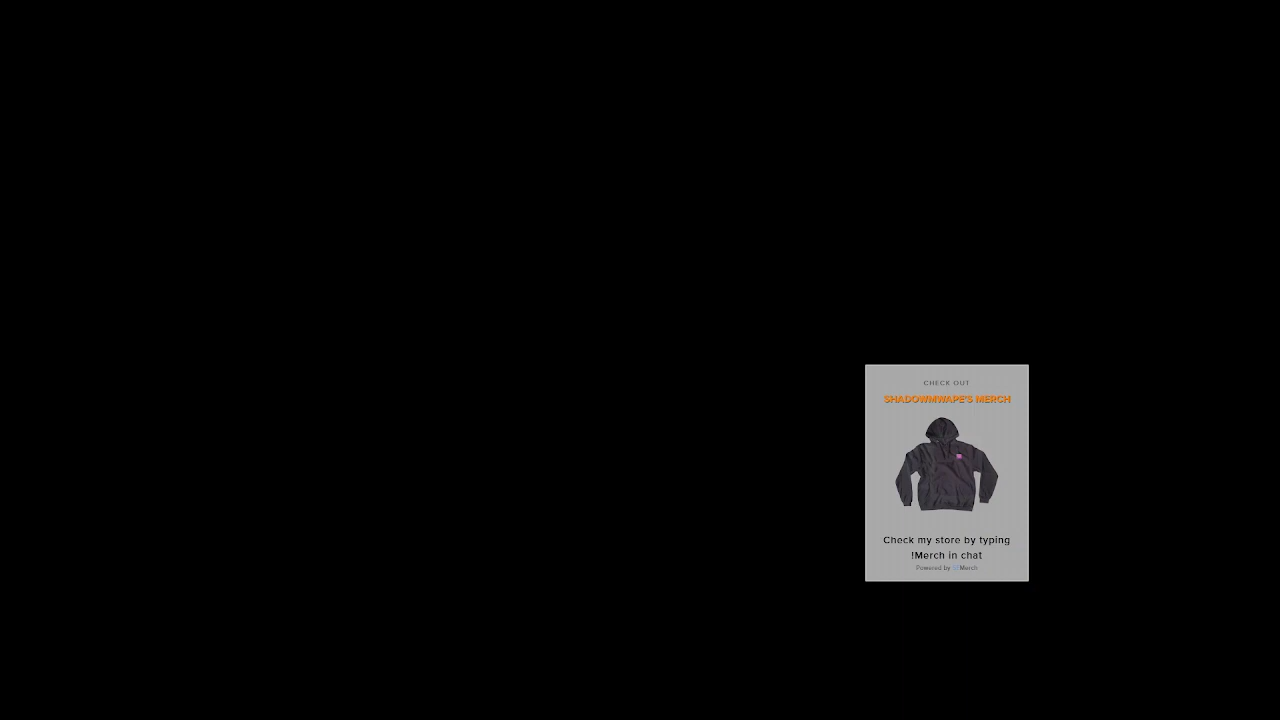 CHECK OUT
SHADOWMWAPE'S MERCH
Check my store by typing
!Merch in chat
Powered by Merch